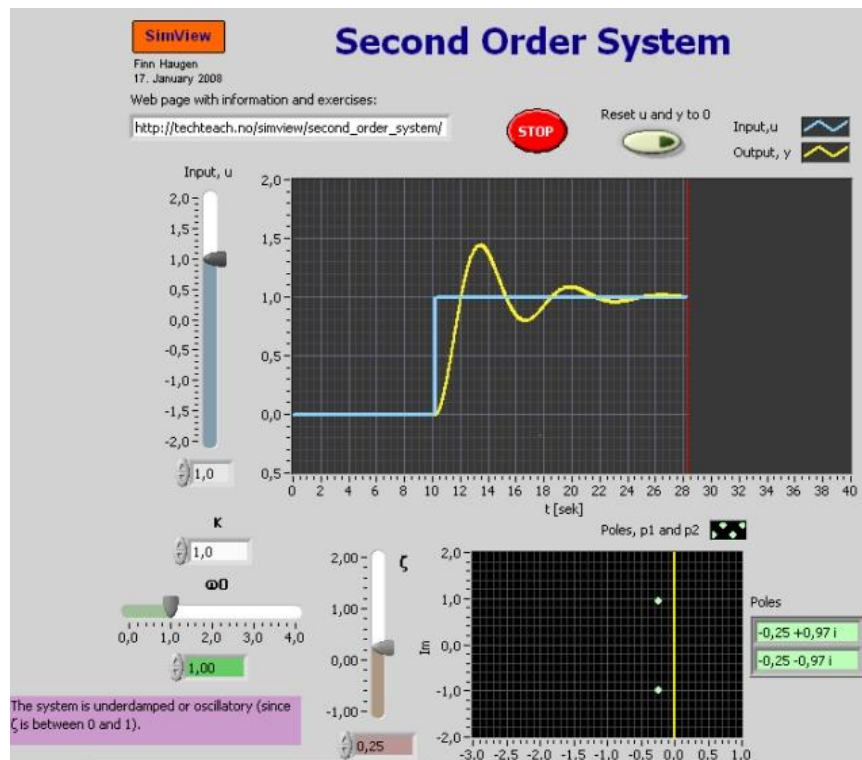 SimView
Second Order System
Finn Haugen
17. January 2008
Web page with information and exercises:
http://techteach.no/simview/second_order_system/
STOP
Reset u and y to 0
Input,u
Output, y
Input, u
2,0
1,5
1,0
0,5
0,0
-0,5
-1,0
-1,5
-2,0
1,0
2,0
1,5
1,0
0,5
0,0
0,5
0 2 4 6 8 10 12 14 16 18 20 22 24 26 28 30 32 34 36 38 40
t [sek]
K
1,0
ω0
0,0 1,0 2,0 3,0 4,0
1,00
The system is underdamped or oscillatory (since
ζ is between 0 and 1).
ζ
2,00
1,00
0,00
-1,00
0,25
Poles, p1 and p2
Im
2,0
1,0
0,0
-1,0
-2,0
-3,0 -2,5 -2,0 -1,5 -1,0 -0,5 0,0 0,5 1,0
Poles
-0,25 +0,97 i
-0,25 -0,97 i